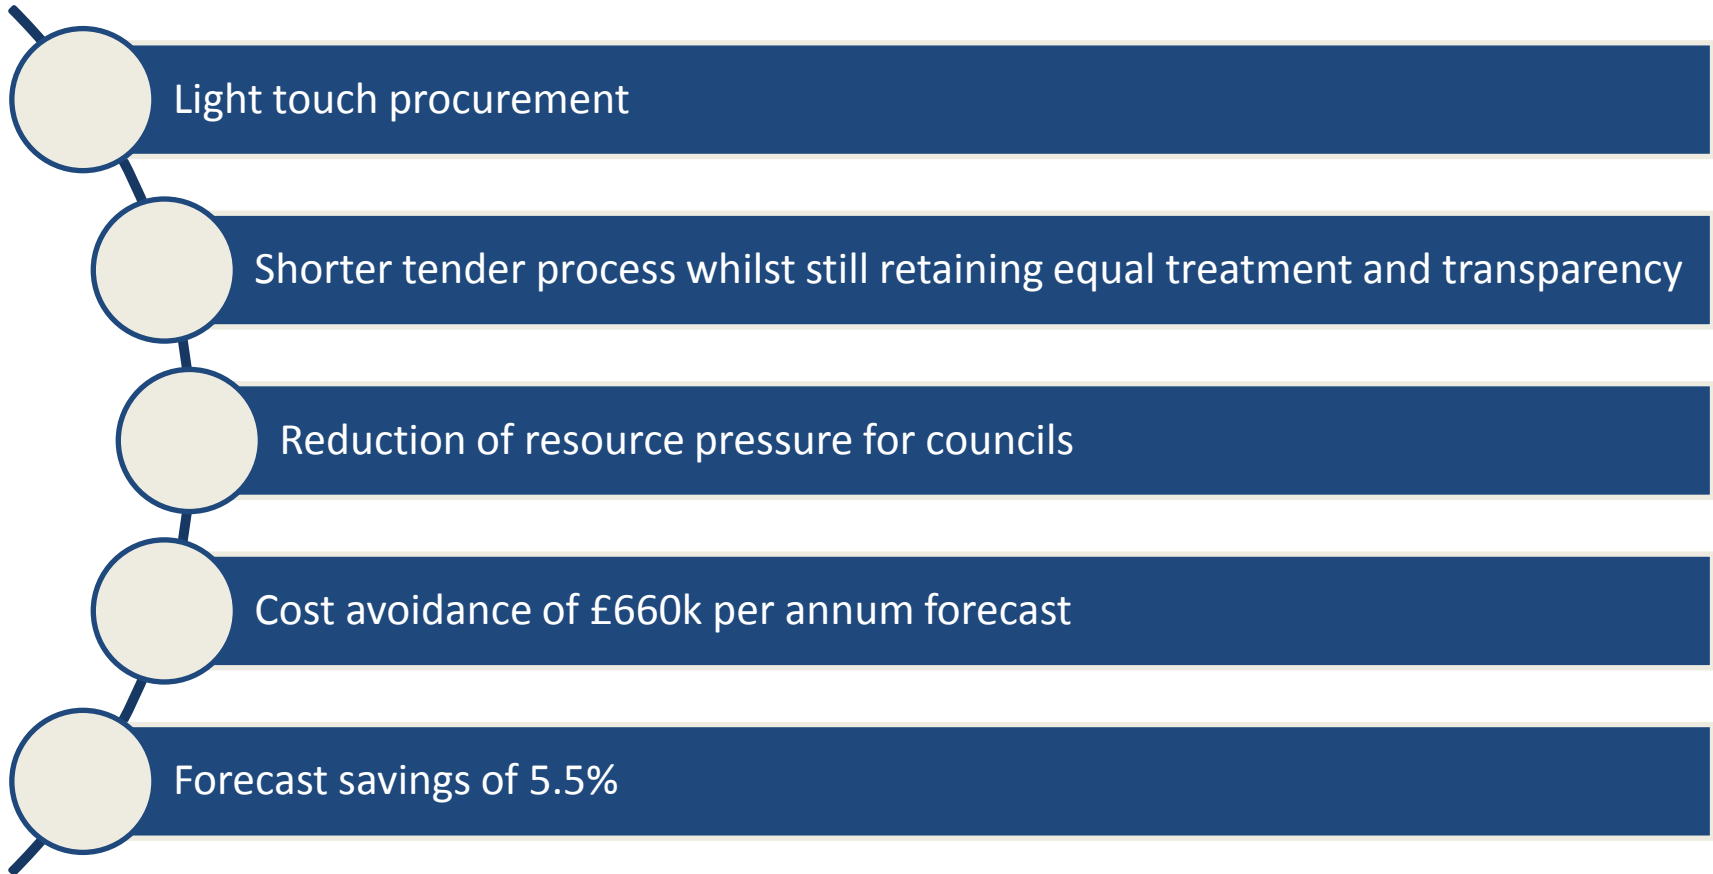 Light touch procurement
Shorter tender process whilst still retaining equal treatment and transparency
Reduction of resource pressure for councils
Cost avoidance of £660k per annum forecast
Forecast savings of 5.5%